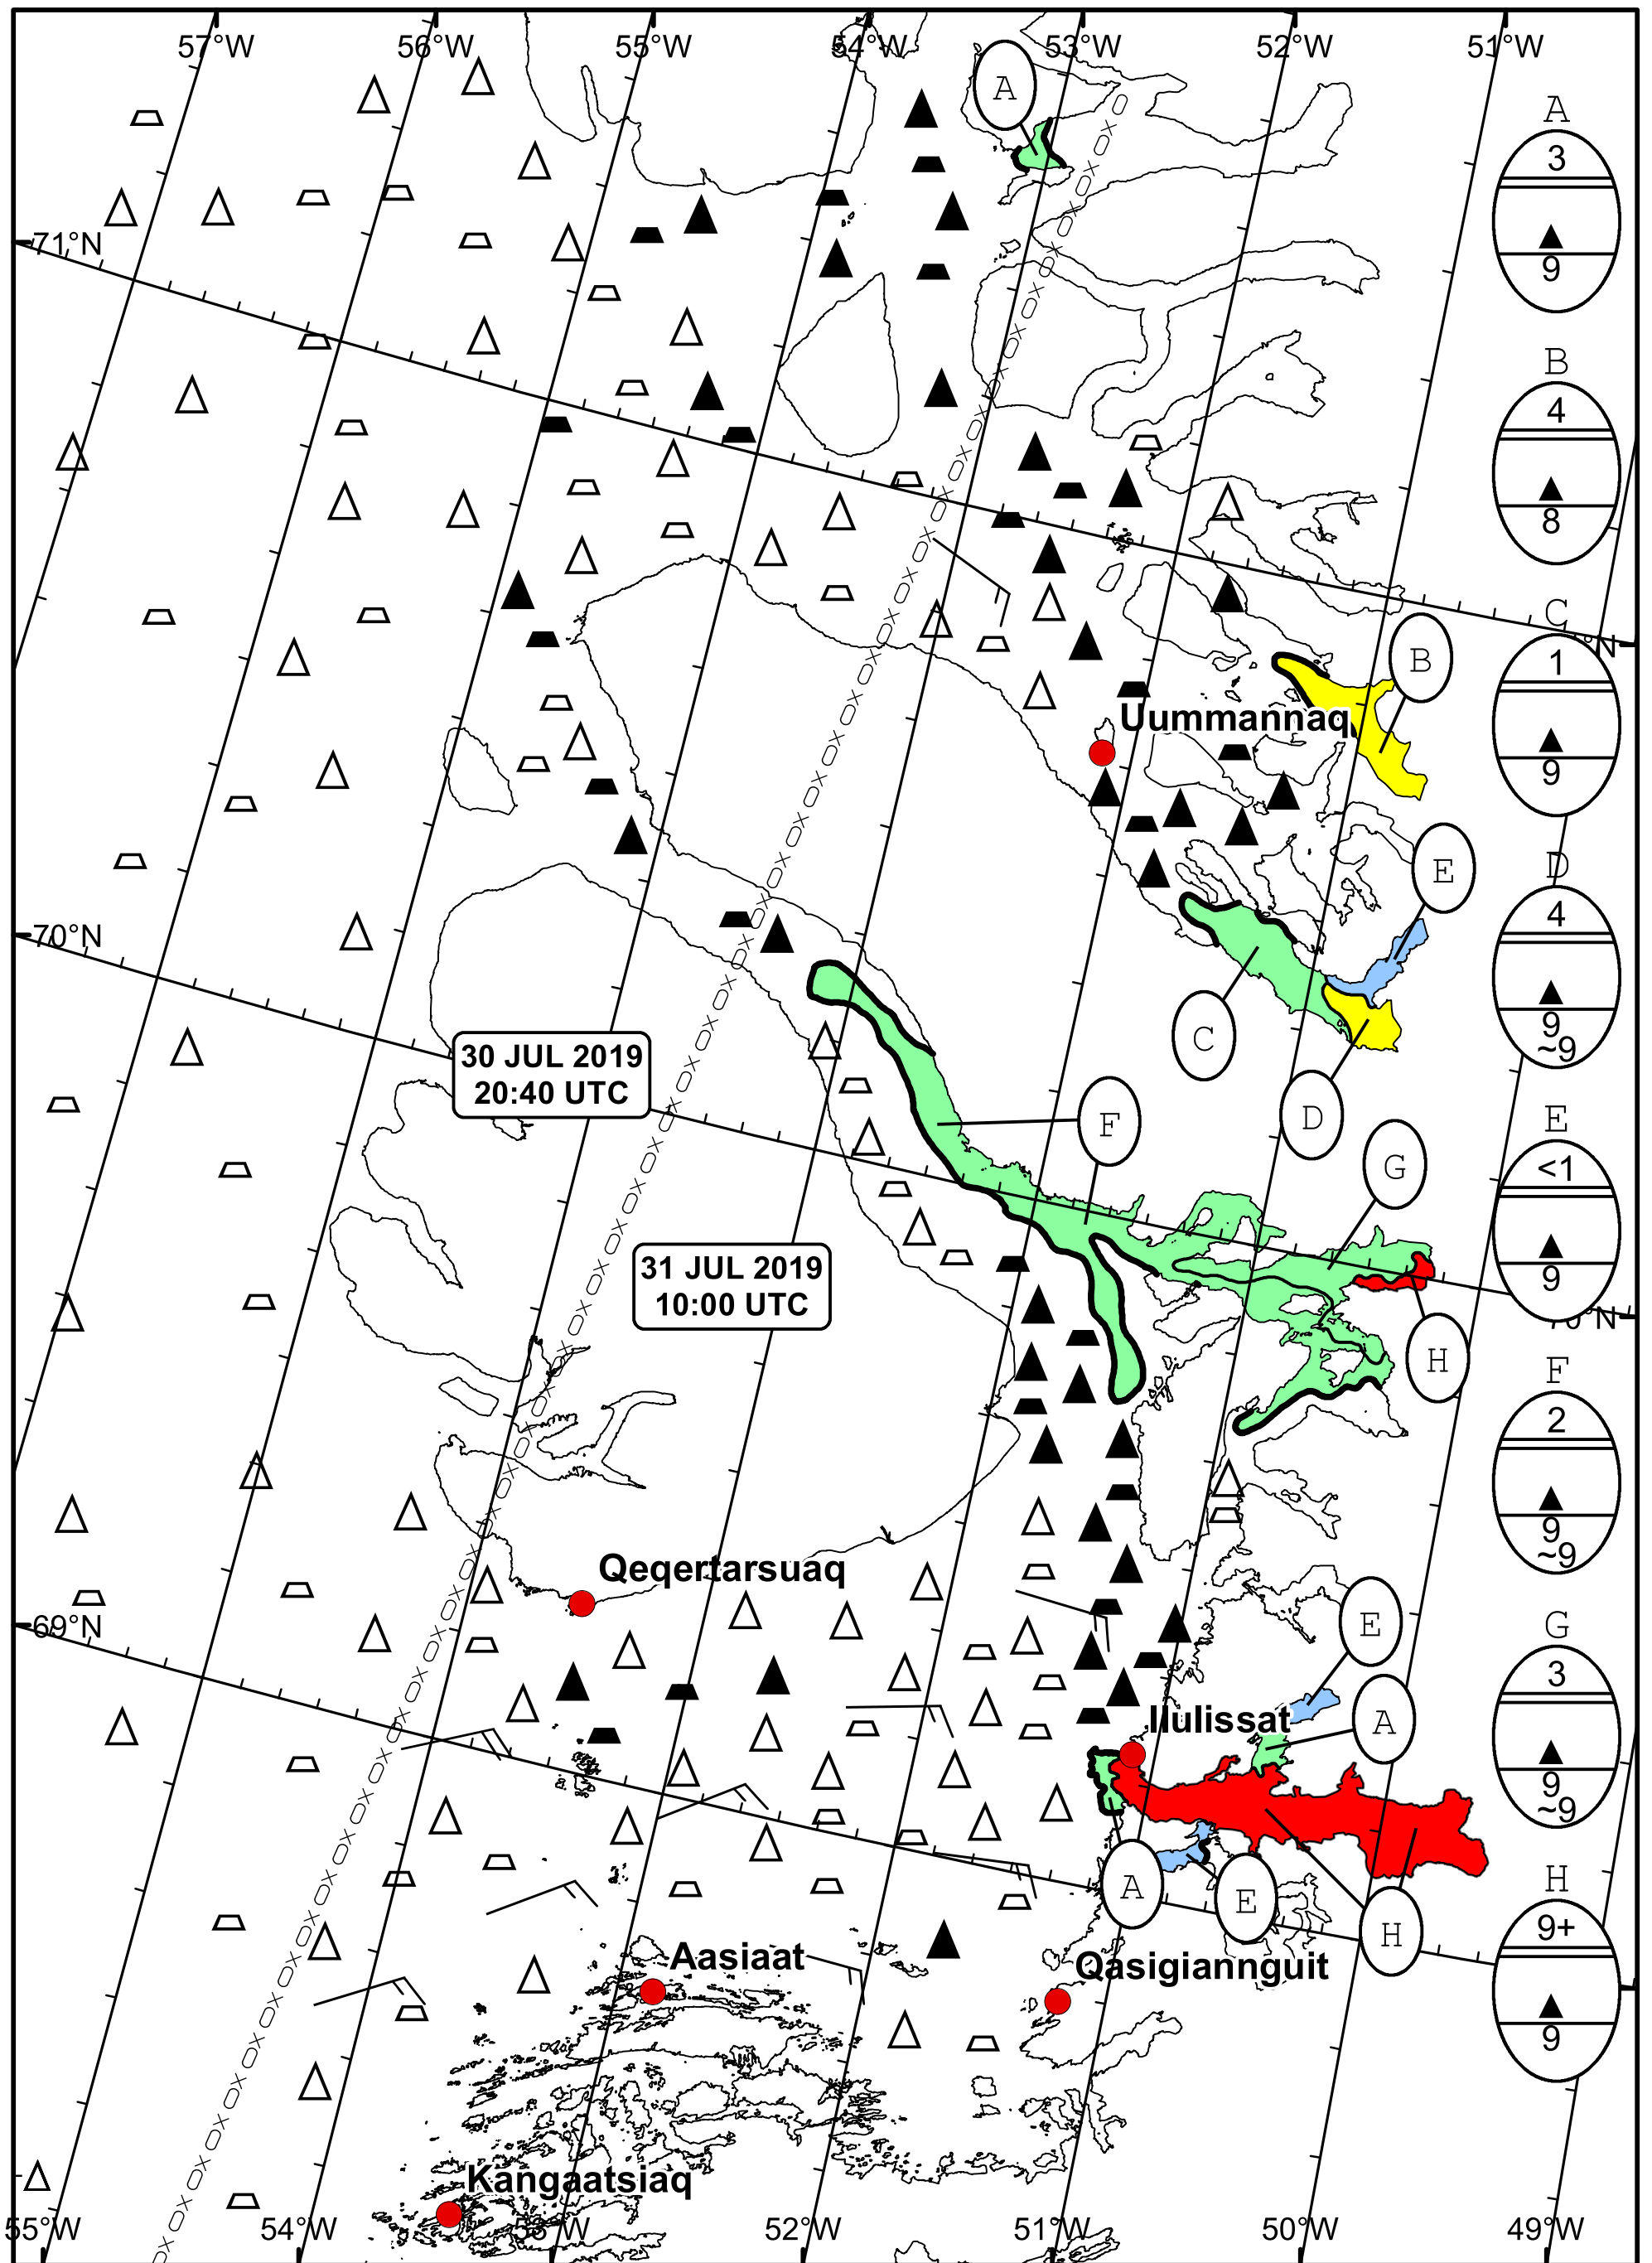 57°W 56°W 55°W 54°W 53°W 52°W 51°W
A
A
3
9
71°N
B
4
8
C
1
9
B
Uummannaq
E
D
4
9
~9
70°N
C
D
30 JUL 2019
20:40 UTC
F
E
<1
9
G
31 JUL 2019
10:00 UTC
H
F
2
9
~9
Qeqertarsuaq
69°N
E
G
3
9
~9
A
Ilulissat
A
E
H
H
9+
9
Aasiaat
Qasigiannguit
Kangaatsiaq
55°W 54°W 53°W 52°W 51°W 50°W 49°W